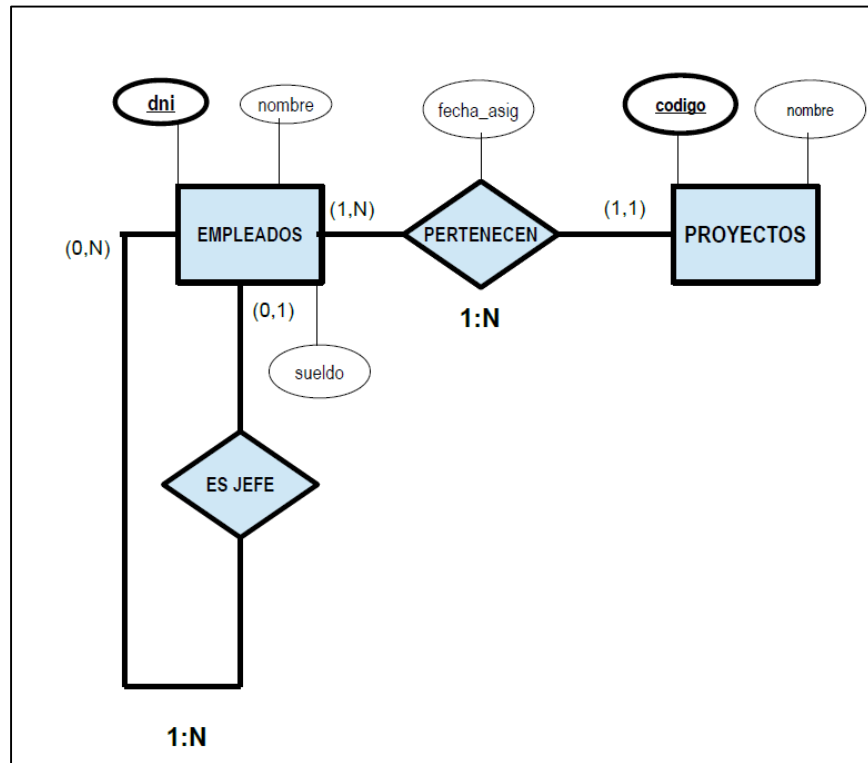 dni
nombre
fecha_asig
codigo
nombre
(0,N)
EMPLEADOS
(1,N)
PERTENECEN
(1,1)
PROYECTOS
(0,1)
1:N
sueldo
ES JEFE
1:N